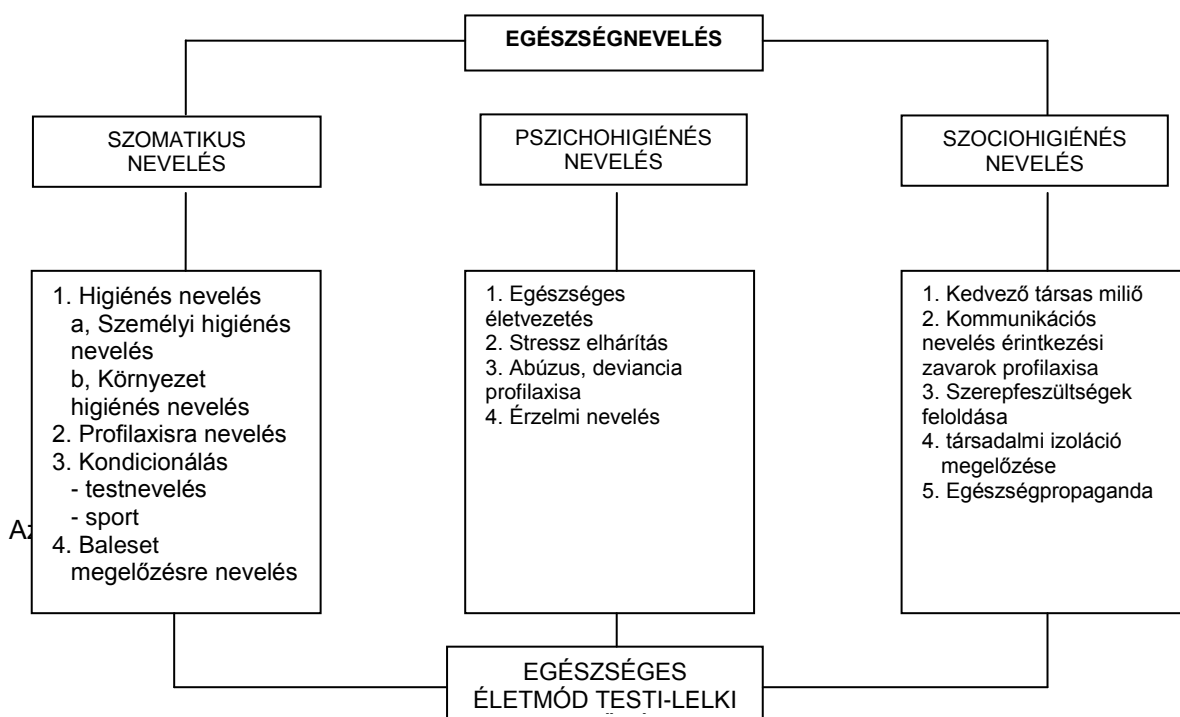 EGÉSZSÉGNEVELÉS
SZOMATIKUS
NEVELÉS
PSZICHOHIGIÉNÉS
NEVELÉS
SZOCIOHIGIÉNÉS
NEVELÉS
1. Higiénés nevelés
a, Személyi higiénés
nevelés
b, Környezet
higiénés nevelés
2. Profilaxisra nevelés
3. Kondicionálás
- testnevelés
- sport
4. Baleset
megelőzésre nevelés
1. Egészséges
életvezetés
2. Stressz elhárítás
3. Abúzus, deviancia
profilaxisa
4. Érzelmi nevelés
1. Kedvező társas miliő
2. Kommunikációs
nevelés érintkezési
zavarok profilaxisa
3. Szerepfeszültségek
feloldása
4. társadalmi izoláció
megelőzése
5. Egészségpropaganda
EGÉSZSÉGES
ÉLETMÓD TESTI-LELKI